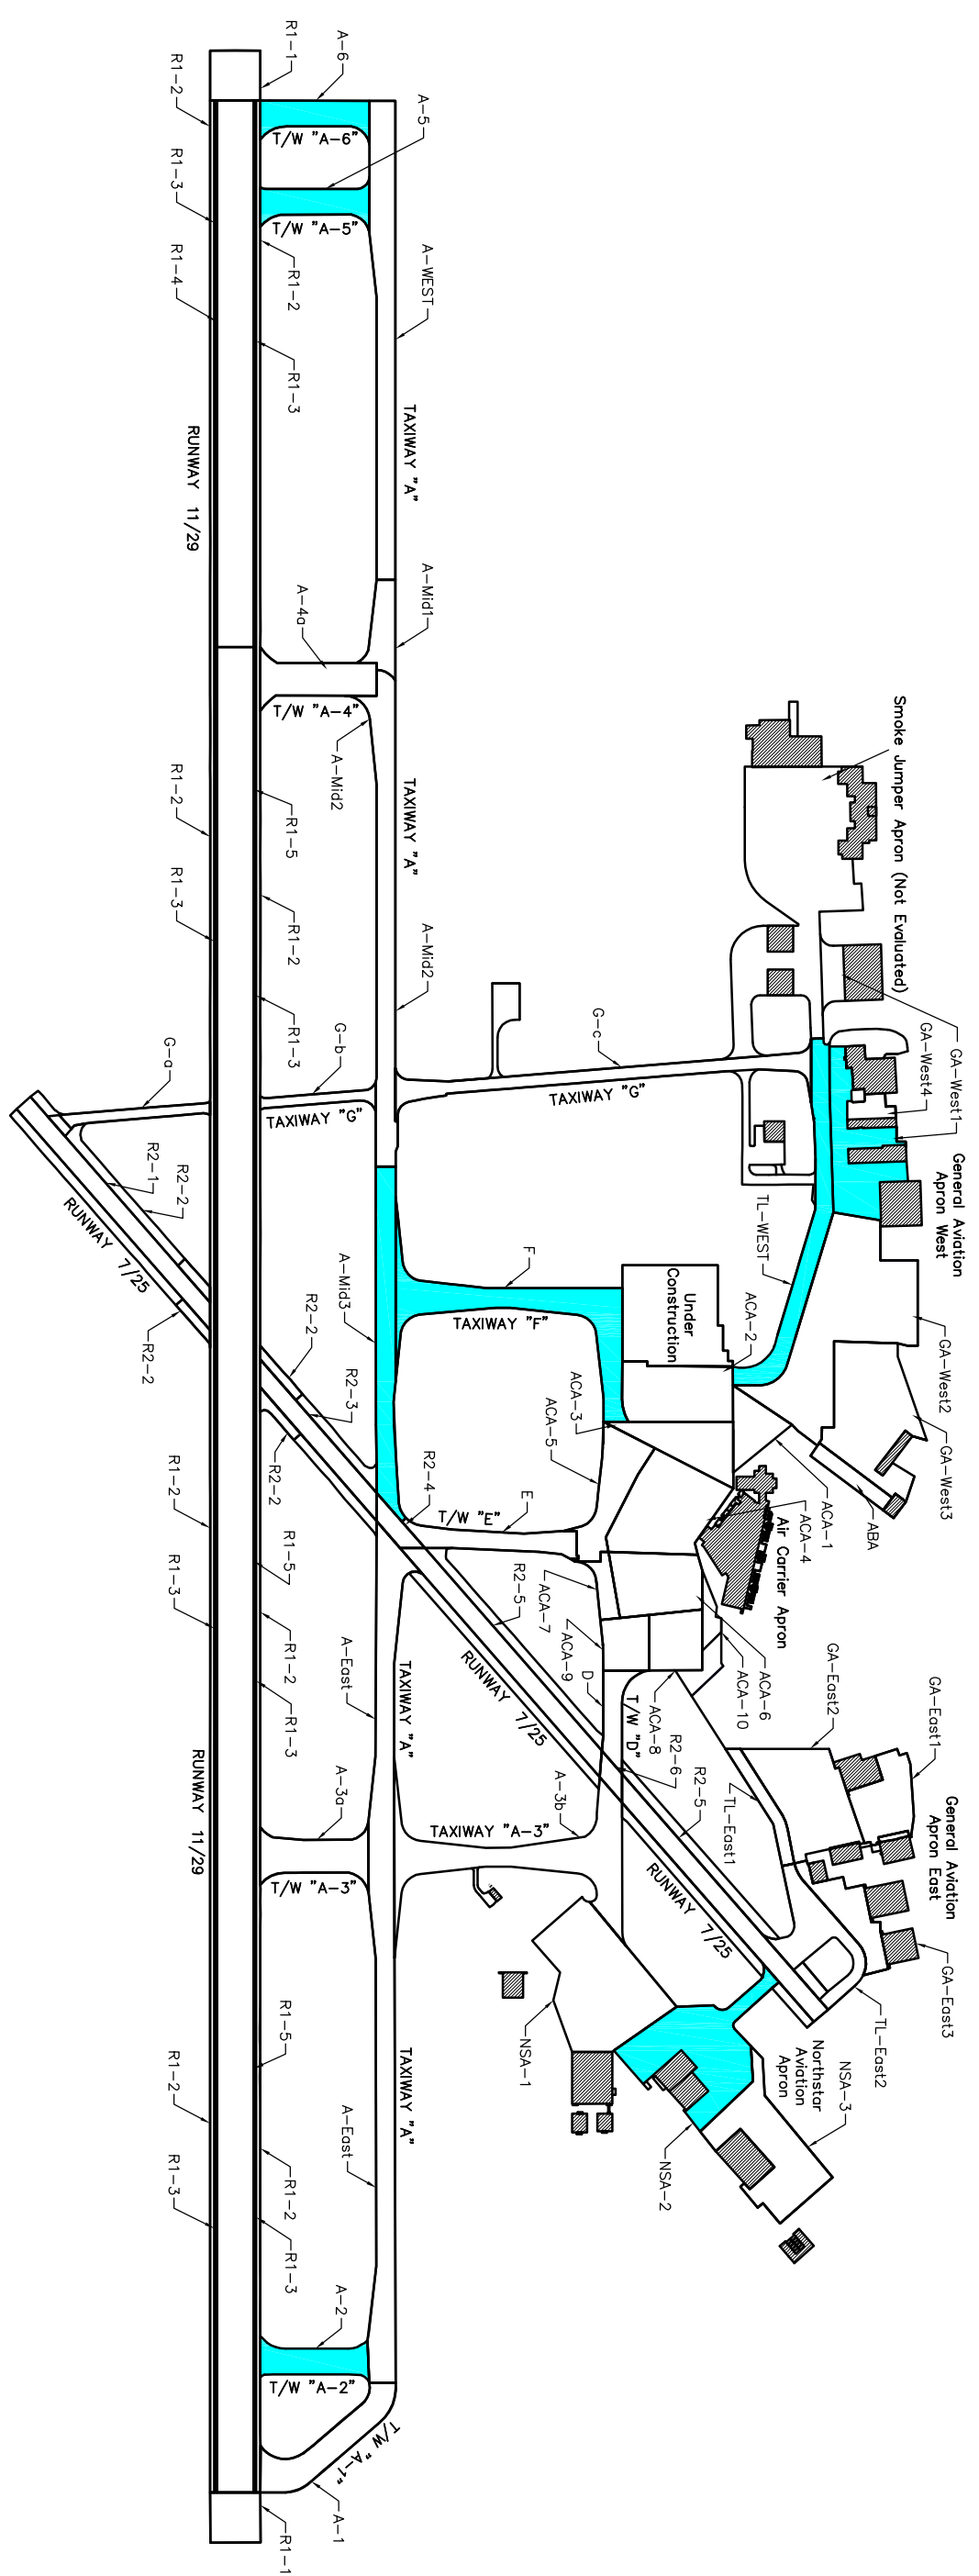 R1-1
A-6
R1-2
A-5
T/W "A-6"
R1-3
T/W "A-5"
R1-4
R1-2
A-WEST
R1-3
TAXIWAY "A"
RUNWAY 11/29
A-4a
A-Mid1
T/W "A-4"
A-Mid2
Smoke Jumper Apron (Not Evaluated)
R1-2
R1-5
TAXIWAY "A"
R1-3
R1-2
A-Mid2
R1-3
G-b
G-c
G-a
GA-West1
GA-West4
TAXIWAY "G"
TAXIWAY "G"
General Aviation
Apron West
R2-1
R2-2
RUNWAY 7/25
R2-2
TL-WEST
A-Mid3
F
R2-2
TAXIWAY "F"
Under
Construction
ACA-2
R2-3
GA-West2
ACA-3
ACA-5
GA-West3
R2-2
R2-4
R1-2
T/W "E"
E
ACA-1
ABA
ACA-4
Air Carrier Apron
R1-3
R1-5
R2-5
ACA-7
ACA-9
D
R1-2
A-East
R1-3
TAXIWAY "A"
RUNWAY 7/25
T/W "D"
ACA-8
ACA-6
ACA-10
R2-6
R2-5
TL-East1
GA-East2
GA-East1
General Aviation
Apron East
RUNWAY 11/29
A-3a
A-3b
TAXIWAY "A-3"
T/W "A-3"
RUNWAY 7/25
GA-East3
TL-East2
R1-5
NSA-1
Northstar
Aviation
Apron
NSA-3
R1-2
TAXIWAY "A"
A-East
NSA-2
R1-3
R1-2
R1-3
A-2
T/W "A-2"
T/W "A-1"
A-1
R1-1